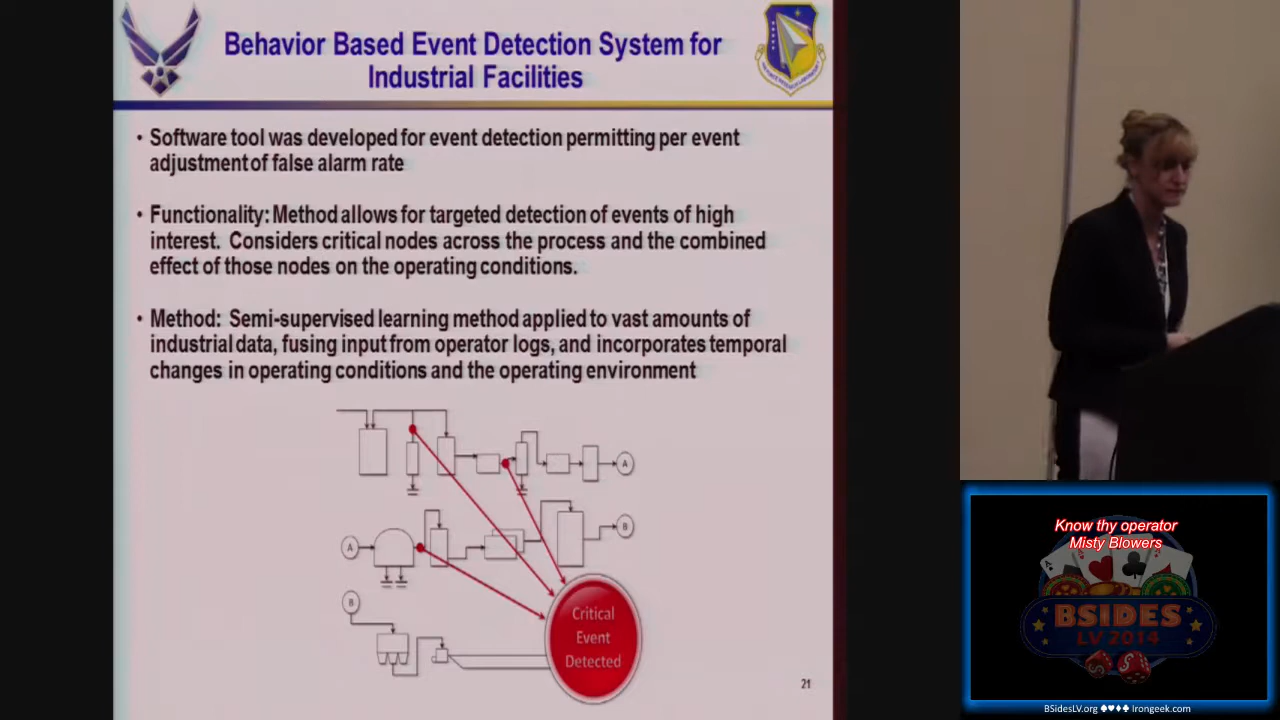 Behavior Based Event Detection System for
Industrial Facilities
• Software tool was developed for event detection permitting per event
adjustment of false alarm rate
• Functionality: Method allows for targeted detection of events of high
interest. Considers critical nodes across the process and the combined
effect of those nodes on the operating conditions.
• Method: Semi-supervised learning method applied to vast amounts of
industrial data, fusing input from operator logs, and incorporates temporal
changes in operating conditions and the operating environment
A
B
A
B
Critical
Event
Detected
21
Know thy operator
Misty Blowers
BSIDES
LV 2014
BSidesLV.org ♠♥♦♣ Irongeek.com